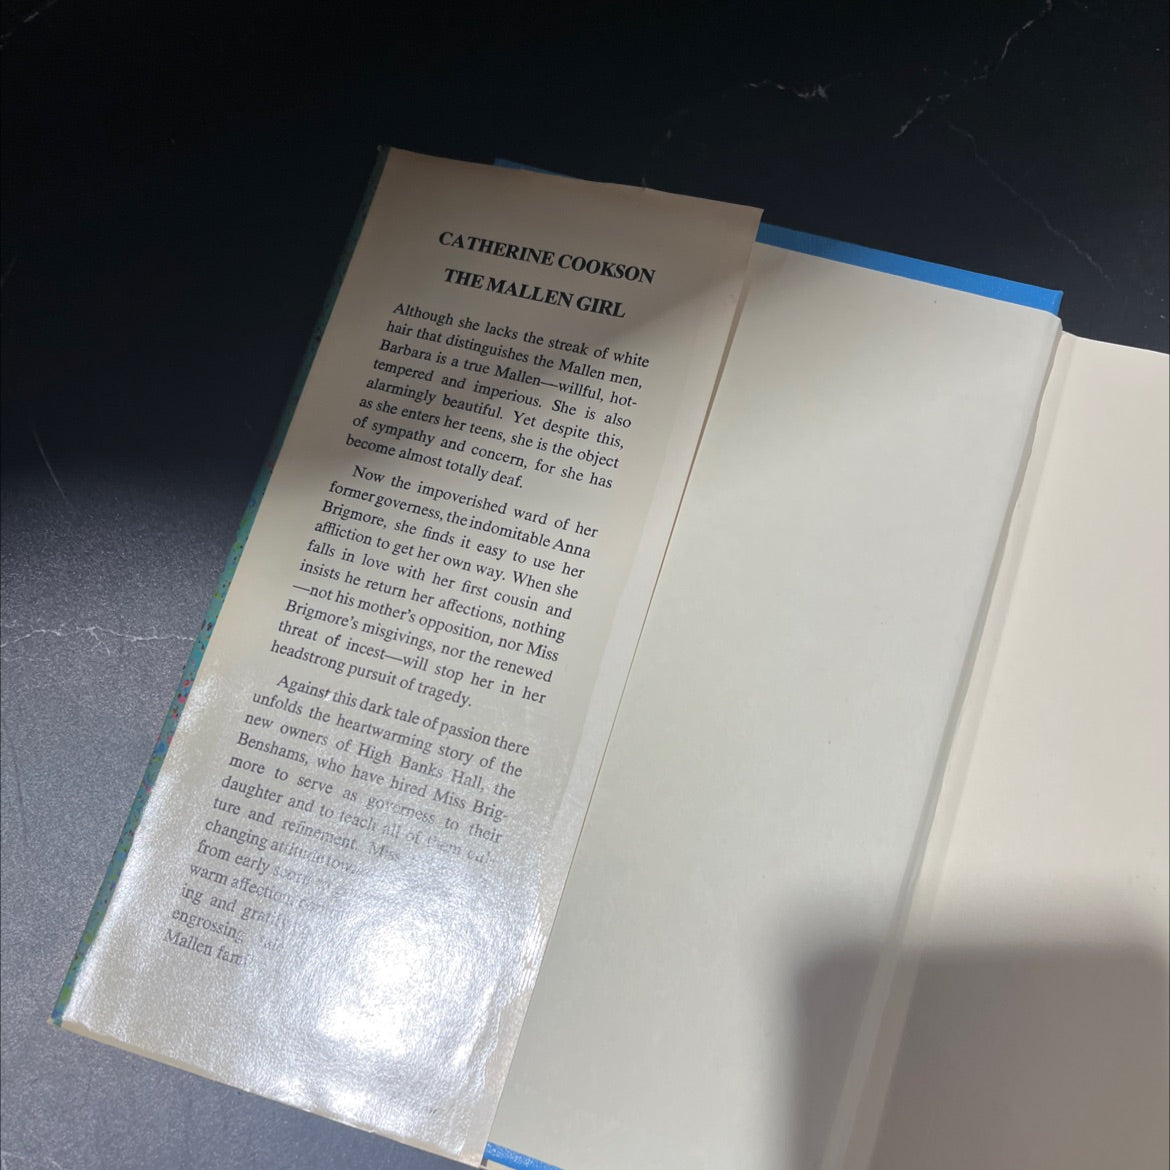 CATHERINE COOKSON
THE MALLEN GIRL
Although she lacks the streak of white
hair that distinguishes the Mallen men,
Barbara is a true Mallen—willful, hot-
tempered and imperious. She is also
alarmingly beautiful. Yet despite this,
as she enters her teens, she is the object
of sympathy and concern, for she has
become almost totally deaf.
Now the impoverished ward of her
former governess, the indomitable Anna
Brigmore, she finds it easy to use her
affliction to get her own way. When she
falls in love with her first cousin and
insists he return her affections, nothing
—not his mother's opposition, nor Miss
Brigmore's misgivings, nor the renewed
threat of incest—will stop her in her
headstrong pursuit of tragedy.
Against this dark tale of passion there
unfolds the heartwarming story of the
new owners of High Banks Hall, the
Benshams, who have hired Miss Brig-
more to serve as governess to their
daughter and to teach all of them cul-
ture and refinement. Miss
changing attitude
from early
warm affection,
ing and
engrossing
Mallen